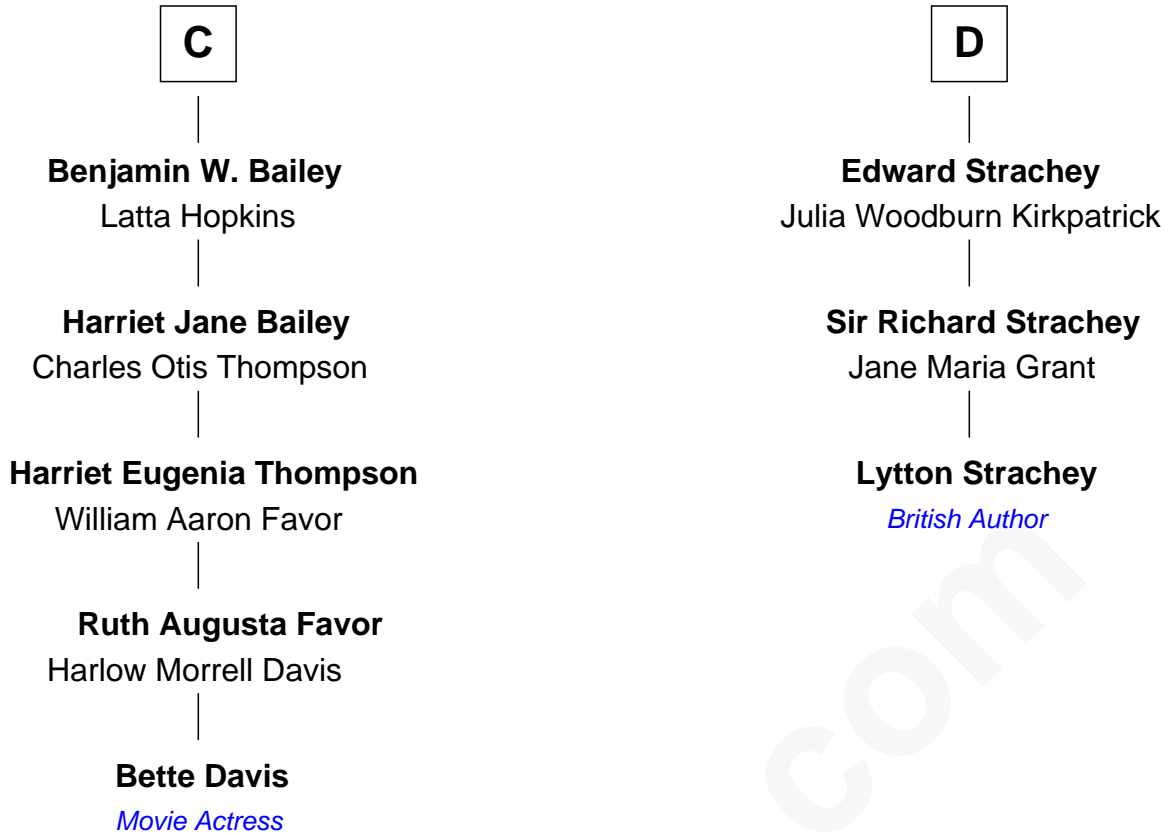 C
Benjamin W. Bailey
Latta Hopkins
Harriet Jane Bailey
Charles Otis Thompson
Harriet Eugenia Thompson
William Aaron Favor
Ruth Augusta Favor
Harlow Morrell Davis
Bette Davis
Movie Actress
D
Edward Strachey
Julia Woodburn Kirkpatrick
Sir Richard Strachey
Jane Maria Grant
Lytton Strachey
British Author
com